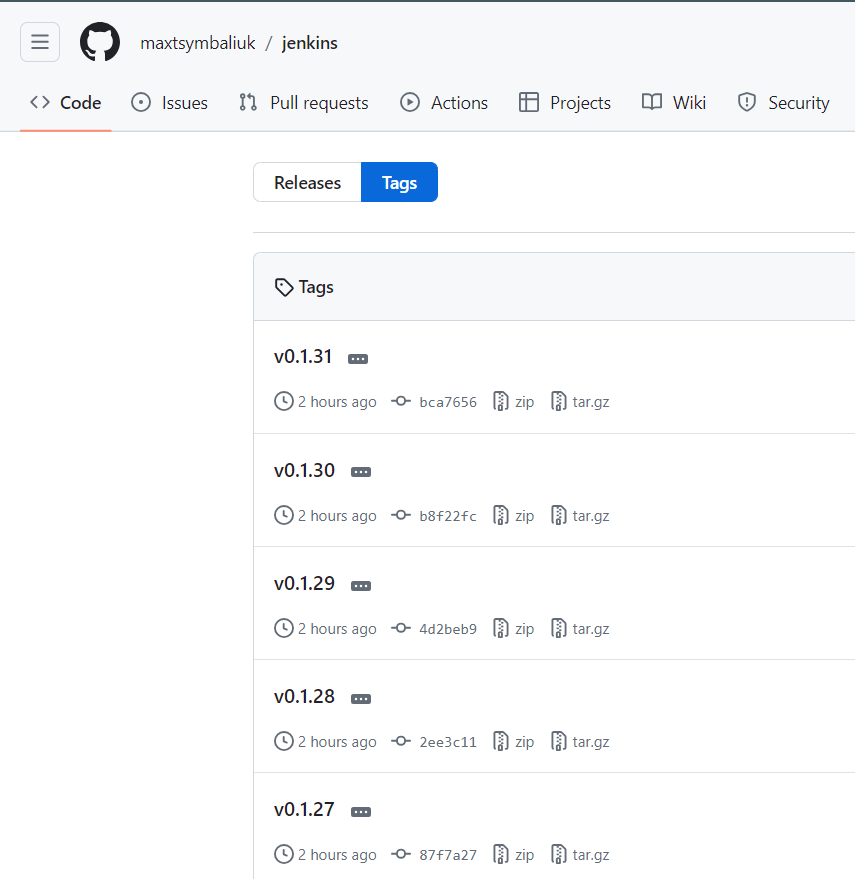 maxtsymbaliuk / jenkins
Code Issues Pull requests Actions Projects Wiki Security
Releases Tags
Tags
v0.1.31
2 hours ago bca7656 zip tar.gz
v0.1.30
2 hours ago b8f22fc zip tar.gz
v0.1.29
2 hours ago 4d2beb9 zip tar.gz
v0.1.28
2 hours ago 2ee3c11 zip tar.gz
v0.1.27
2 hours ago 87f7a27 zip tar.gz